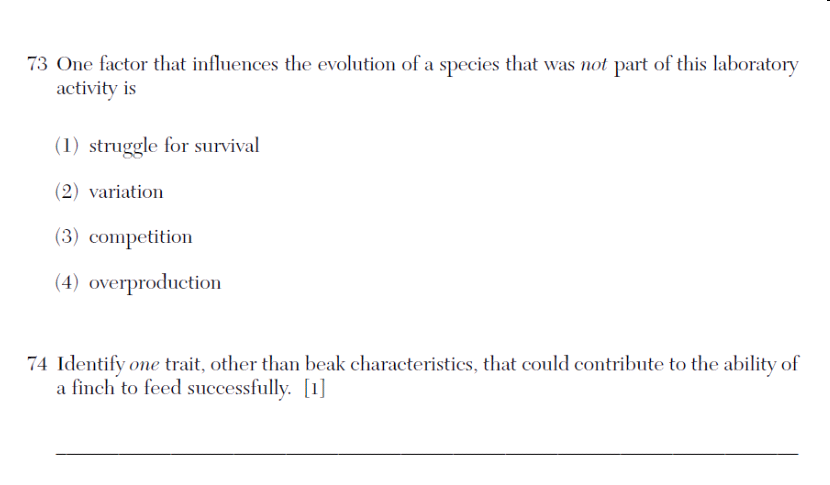 73 One factor that influences the evolution of a species that was not part of this laboratory
activity is
(1) struggle for survival
(2) variation
(3) competition
(4) overproduction
74 Identify one trait, other than beak characteristics, that could contribute to the ability of
a finch to feed successfully. [1]